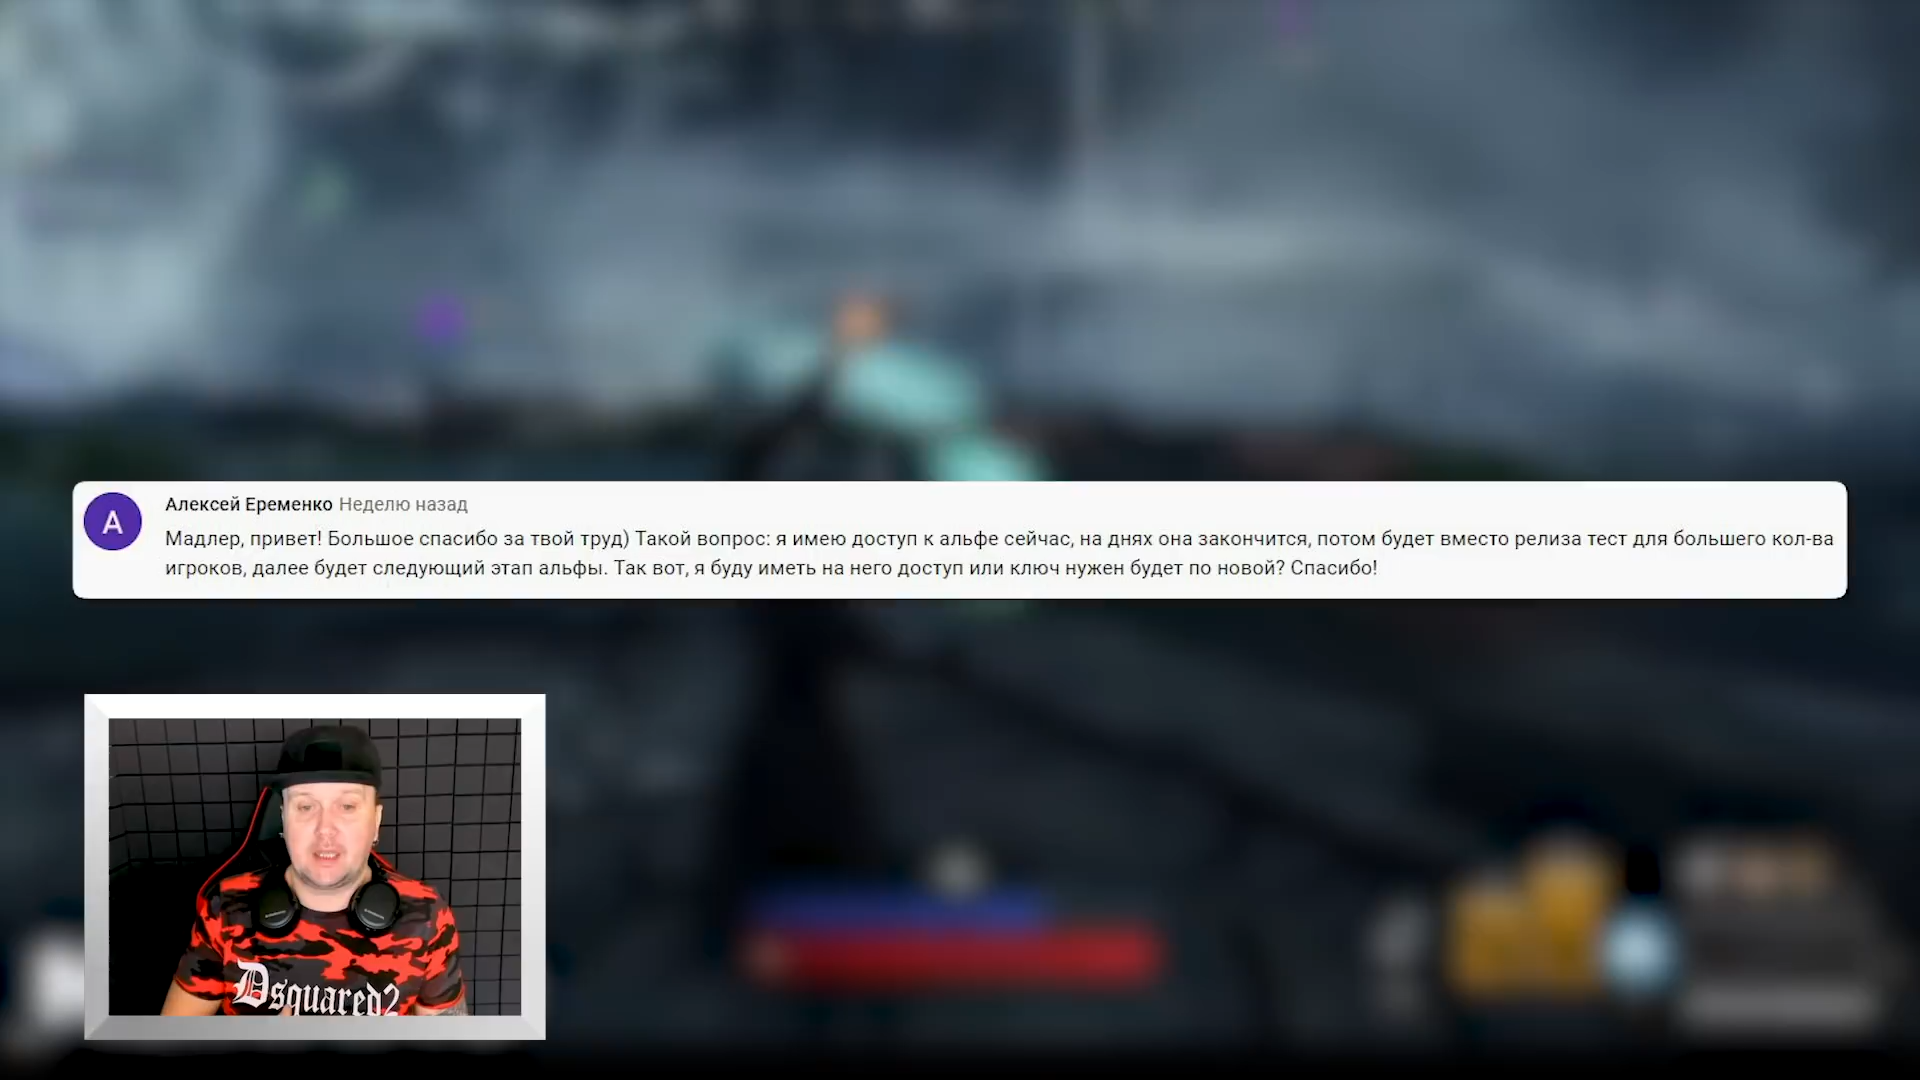 Алексей Еременко Неделю назад
А
Мадлер, привет! Большое спасибо за твой труд) Такой вопрос: я имею доступ к альфе сейчас, на днях она закончится, потом будет вместо релиза тест для большего кол-ва
игроков, далее будет следующий этап альфы. Так вот, я буду иметь на него доступ или ключ нужен будет по новой? Спасибо!
Dsquared2